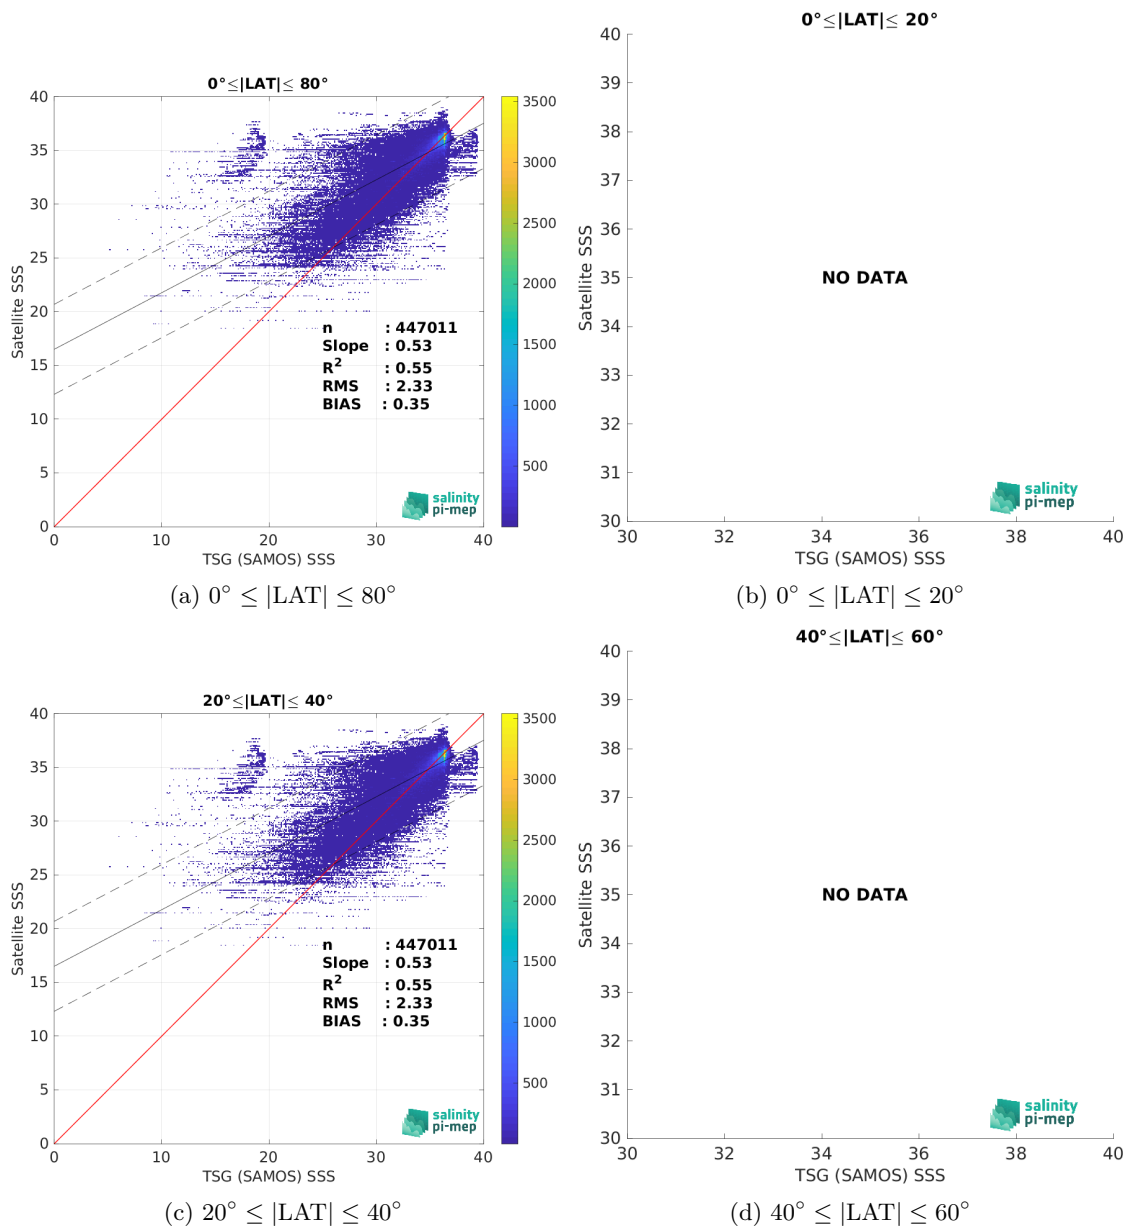 0°≤|LAT|≤ 80°
40
35
30
25
20
15
10
5
0
Satellite SSS
n : 447011
Slope : 0.53
R² : 0.55
RMS : 2.33
BIAS : 0.35
salinity
pi-mep
0 10 20 30 40
TSG (SAMOS) SSS
3500
3000
2500
2000
1500
1000
500
(a) 0° ≤ |LAT| ≤ 80°
0°≤|LAT|≤ 20°
40
39
38
37
36
35
34
33
32
31
30
Satellite SSS
NO DATA
salinity
pi-mep
30 32 34 36 38 40
TSG (SAMOS) SSS
(b) 0° ≤ |LAT| ≤ 20°
20°≤|LAT|≤ 40°
40
35
30
25
20
15
10
5
0
Satellite SSS
n : 447011
Slope : 0.53
R² : 0.55
RMS : 2.33
BIAS : 0.35
salinity
pi-mep
0 10 20 30 40
TSG (SAMOS) SSS
3500
3000
2500
2000
1500
1000
500
(c) 20° ≤ |LAT| ≤ 40°
40°≤|LAT|≤ 60°
40
39
38
37
36
35
34
33
32
31
30
Satellite SSS
NO DATA
salinity
pi-mep
30 32 34 36 38 40
TSG (SAMOS) SSS
(d) 40° ≤ |LAT| ≤ 60°